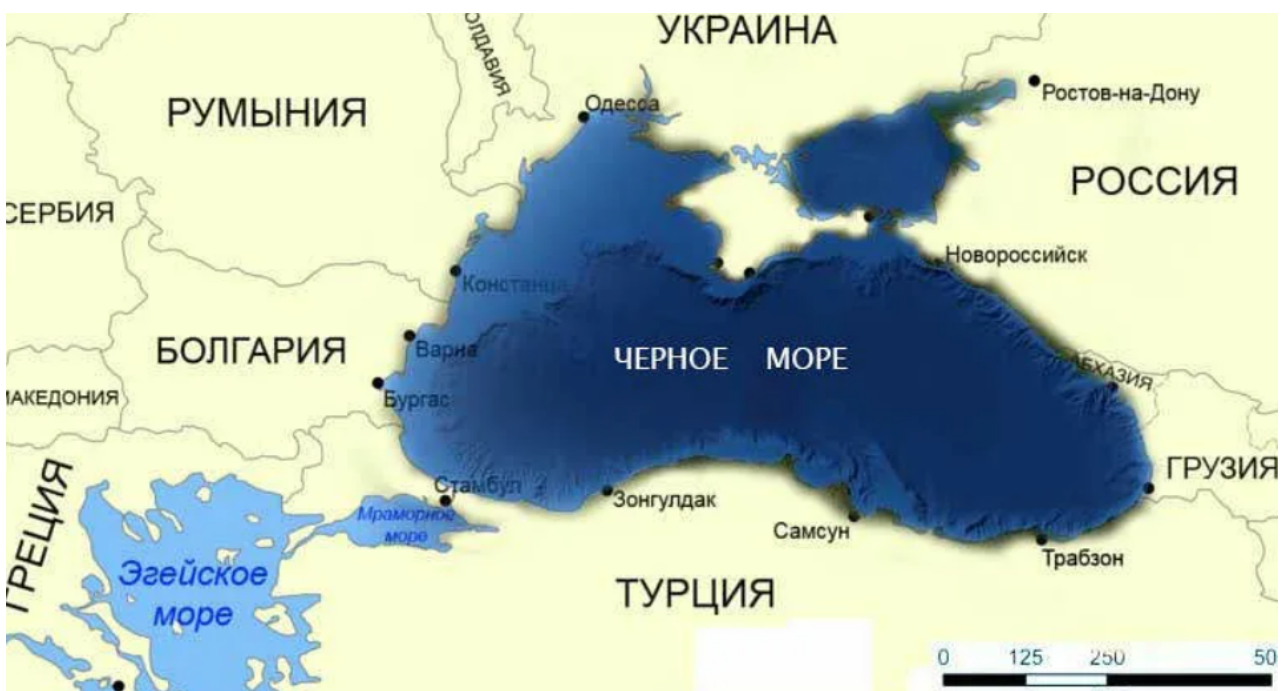 УКРАИНА
ОЛДАВИЯ
РУМЫНИЯ
Одесса
Ростов-на-Дону
РОССИЯ
СЕРБИЯ
Новороссийск
Констанца
БОЛГАРИЯ
Варна
ЧЕРНОЕ МОРЕ
АБХАЗИЯ
Бургас
МАКЕДОНИЯ
ГРУЗИЯ
ГРЕЦИЯ
Стамбул
Зонгулдак
Мраморное
море
Самсун
Трабзон
Эгейское
море
ТУРЦИЯ
0 125 250 50